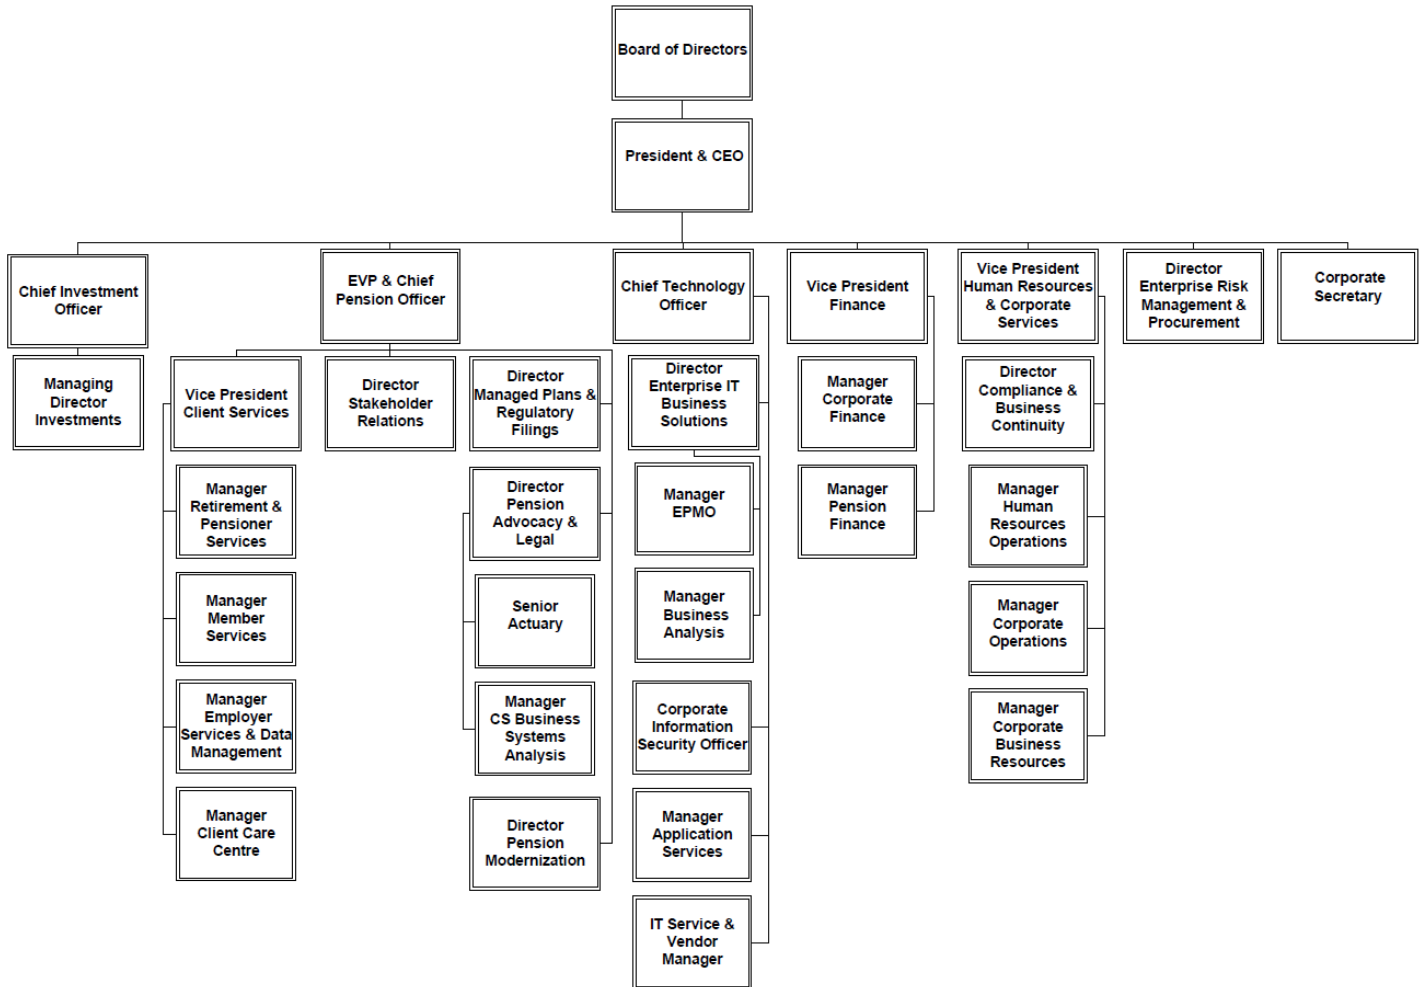 Board of Directors
President & CEO
Chief Investment
Officer
EVP & Chief
Pension Officer
Chief Technology
Officer
Vice President
Finance
Vice President
Human Resources
& Corporate
Services
Director
Enterprise Risk
Management &
Procurement
Corporate
Secretary
Managing
Director
Investments
Vice President
Client Services
Director
Stakeholder
Relations
Director
Managed Plans &
Regulatory
Filings
Director
Enterprise IT
Business
Solutions
Manager
Corporate
Finance
Director
Compliance &
Business
Continuity
Manager
Retirement &
Pensioner
Services
Director
Pension
Advocacy &
Legal
Manager
EPMO
Manager
Pension
Finance
Manager
Human
Resources
Operations
Manager
Member
Services
Senior
Actuary
Manager
Business
Analysis
Manager
Corporate
Operations
Manager
Employer
Services & Data
Management
Manager
CS Business
Systems
Analysis
Corporate
Information
Security Officer
Manager
Corporate
Business
Resources
Manager
Client Care
Centre
Director
Pension
Modernization
Manager
Application
Services
IT Service &
Vendor
Manager